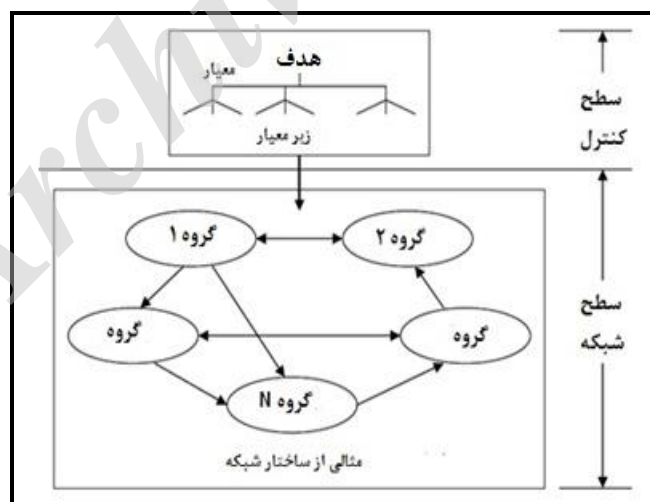 هدف
معیار
زیر معیار
سطح
کنترل
گروه ۱
گروه ۲
گروه
گروه
گروه N
مثالی از ساختار شبکه
سطح
شبکه
Archiv